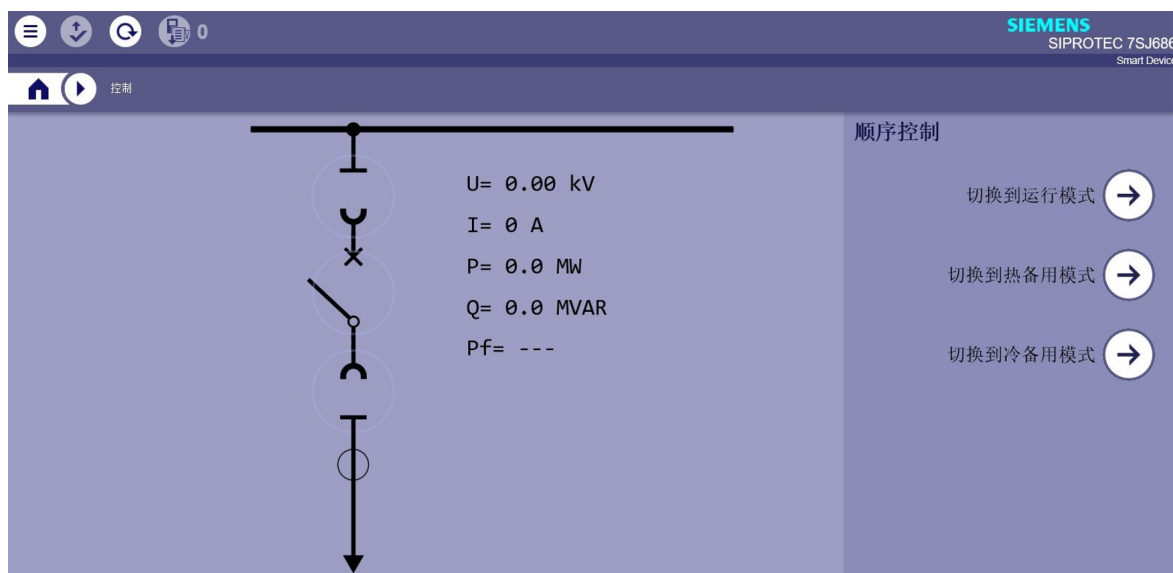 0
SIEMENS
SIPROTEC 7SJ686
Smart Device
控制
顺序控制
U= 0.00 kV
切换到运行模式
I= 0 A
P= 0.0 MW
切换到热备用模式
Q= 0.0 MVAR
Pf= ---
切换到冷备用模式